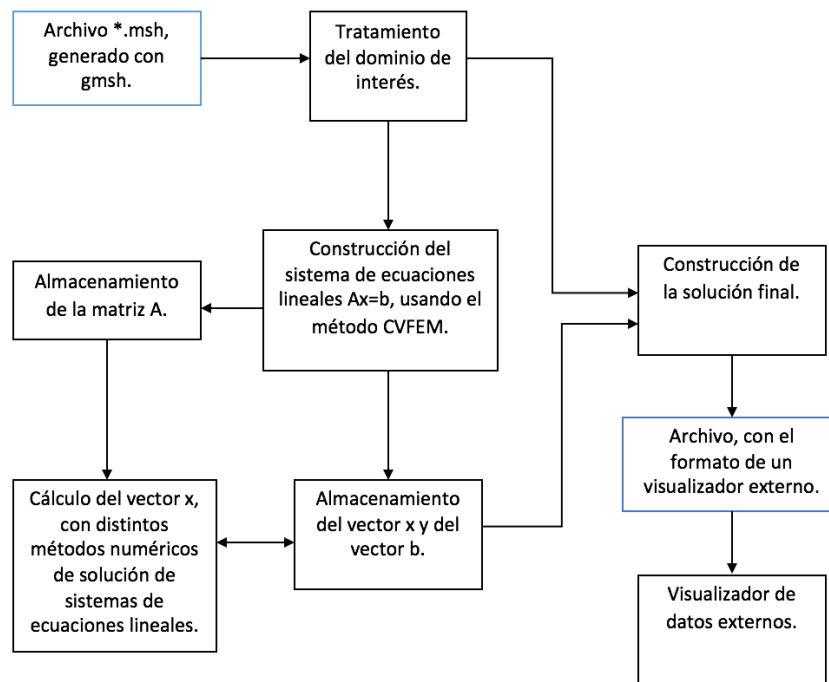 Archivo *.msh,
generado con
gmsh.
Tratamiento
del dominio de
interés.
Construcción del
sistema de ecuaciones
lineales Ax=b, usando el
método CVFEM.
Almacenamiento
de la matriz A.
Construcción de
la solución final.
Archivo, con el
formato de un
visualizador externo.
Cálculo del vector x,
con distintos
métodos numéricos
de solución de
sistemas de
ecuaciones lineales.
Almacenamiento
del vector x y del
vector b.
Visualizador de
datos externos.